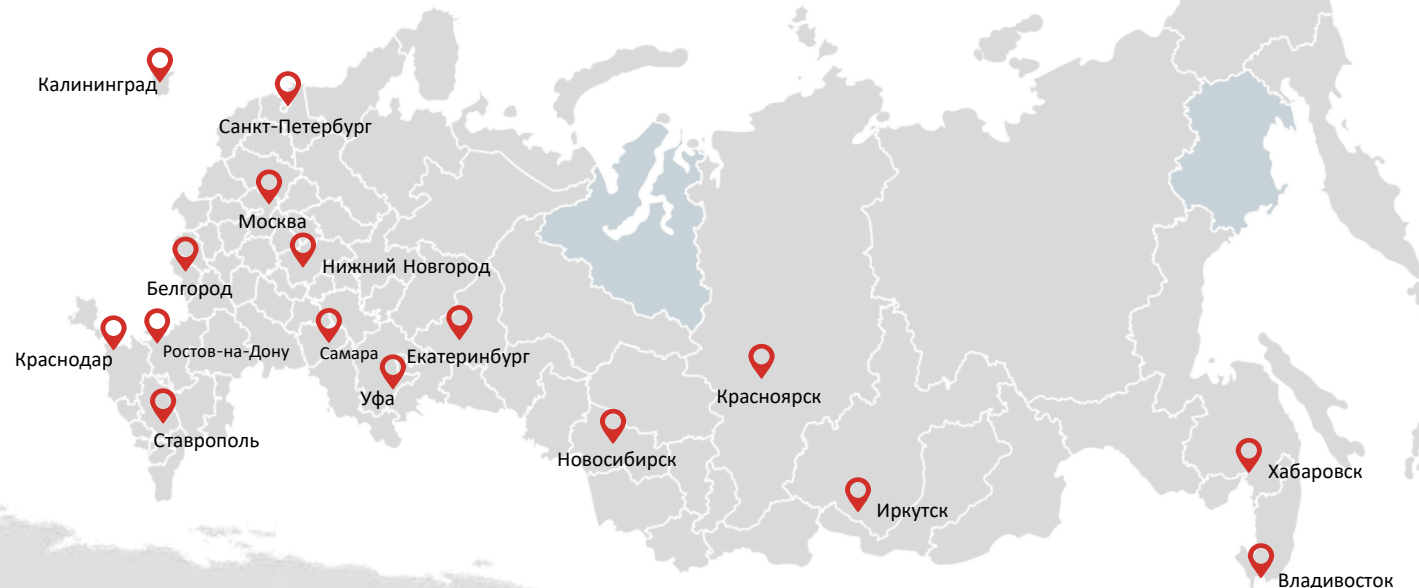 Калининград
Санкт-Петербург
Москва
Нижний Новгород
Белгород
Краснодар
Ростов-на-Дону
Самара
Екатеринбург
Уфа
Красноярск
Ставрополь
Новосибирск
Хабаровск
Иркутск
Владивосток